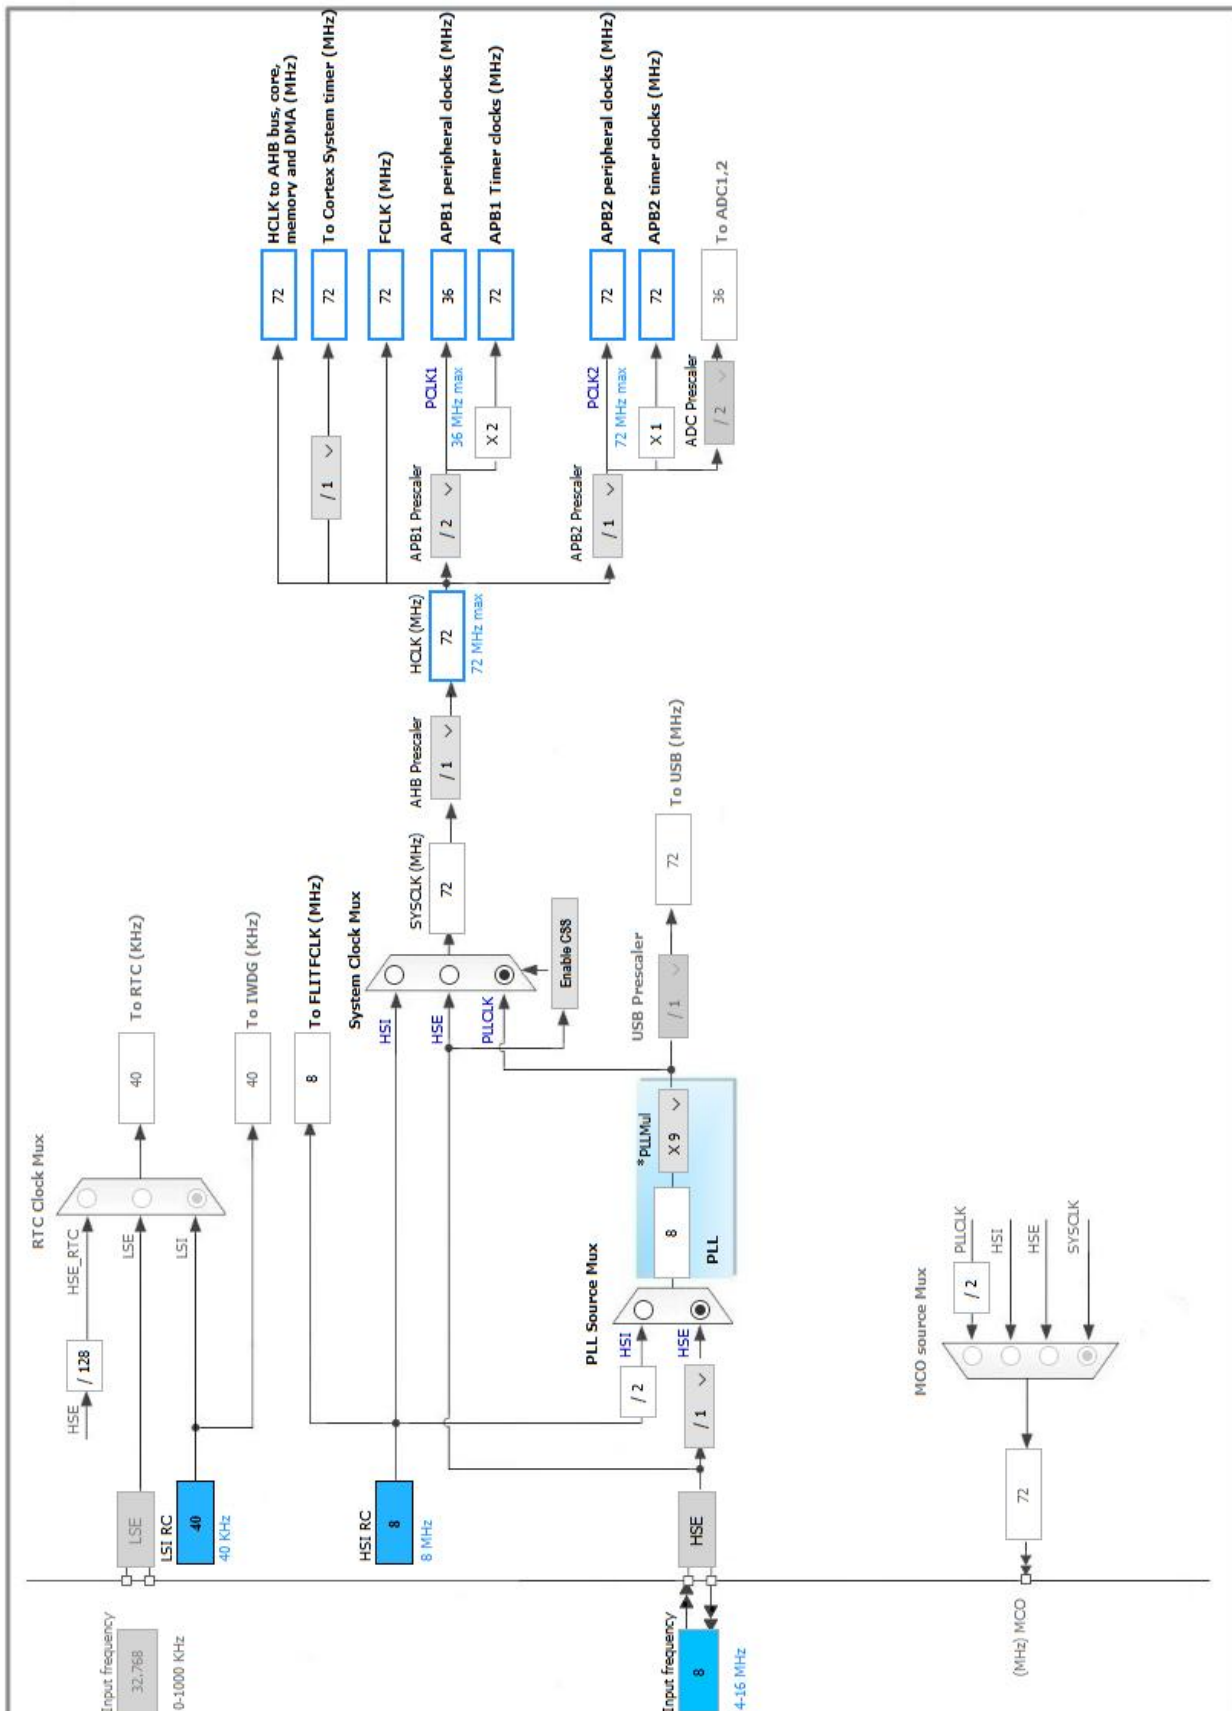 RTC Clock Mux
HSE
/ 128
HSE_RTC
LSE
LSI
40
To RTC (KHz)
Input frequency
32.768
0-1000 KHz
LSE
LSI RC
40
40 KHz
40
To IWDG (KHz)
HSI RC
8
8 MHz
8
To FLITFCLK (MHz)
System Clock Mux
HSI
HSE
PLLCLK
Enable CSS
SYSCLK (MHz)
72
AHB Prescaler
/ 1
HCLK (MHz)
72
72 MHz max
72
HCLK to AHB bus, core,
memory and DMA (MHz)
/ 1
72
To Cortex System timer (MHz)
72
FCLK (MHz)
APB1 Prescaler
/ 2
PCLK1
36 MHz max
36
APB1 peripheral clocks (MHz)
X 2
72
APB1 Timer clocks (MHz)
APB2 Prescaler
/ 1
PCLK2
72 MHz max
72
APB2 peripheral clocks (MHz)
X 1
72
APB2 timer clocks (MHz)
ADC Prescaler
/ 2
36
To ADC1,2
PLL Source Mux
/ 2
HSI
HSE
Input frequency
8
4-16 MHz
HSE
/ 1
8
*PLLMul
X 9
PLL
USB Prescaler
/ 1
72
To USB (MHz)
MCO source Mux
/ 2
PLLCLK
HSI
HSE
SYSCLK
72
(MHz) MCO